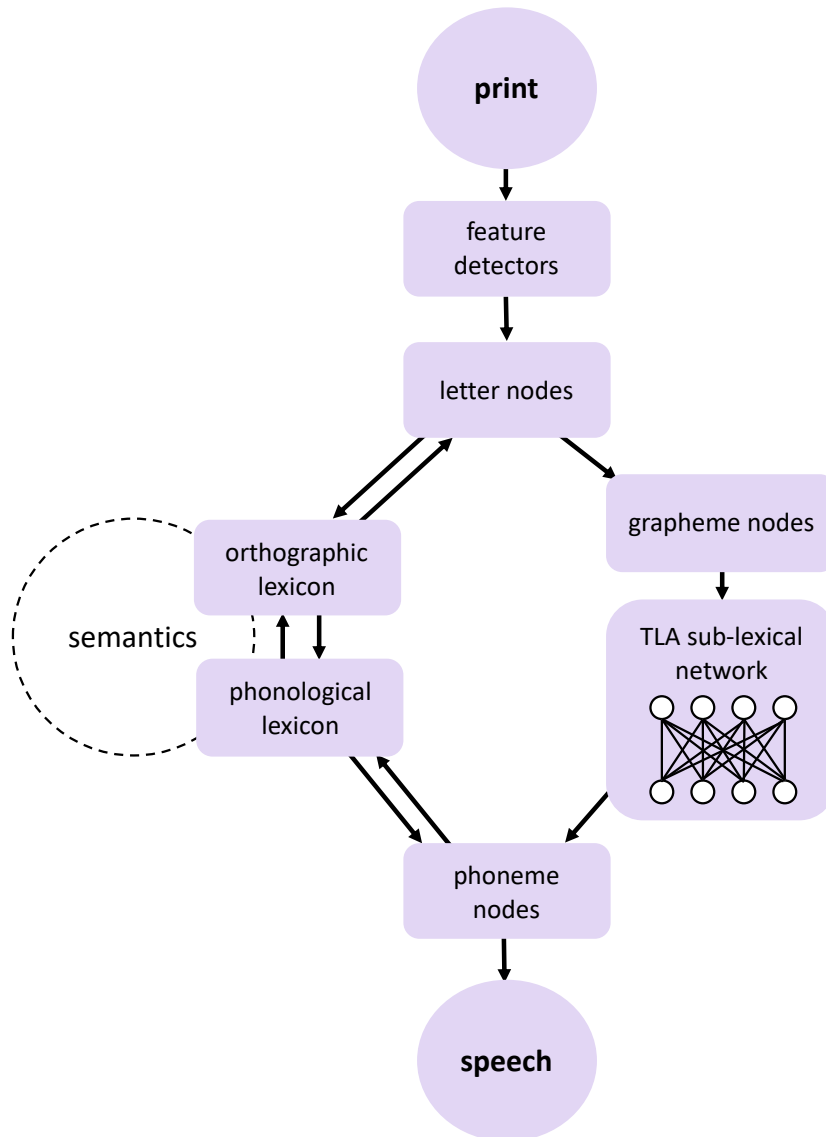 print
feature
detectors
letter nodes
grapheme nodes
orthographic
lexicon
semantics
phonological
lexicon
TLA sub-lexical
network
phoneme
nodes
speech